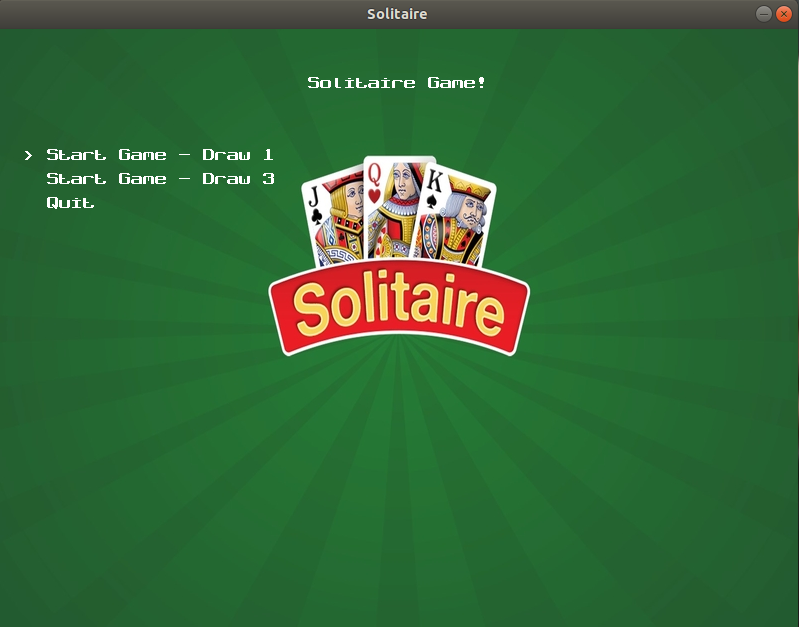 Solitaire
Solitaire Game!
> Start Game - Draw 1
Start Game - Draw 3
Quit
J Q K
Solitaire